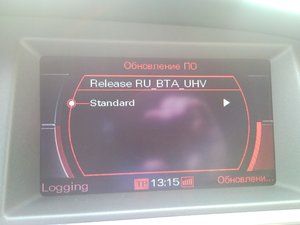 Обновление ПО
Release RU_BTA_UHV
Standard
Logging
13:15
Обновлени...